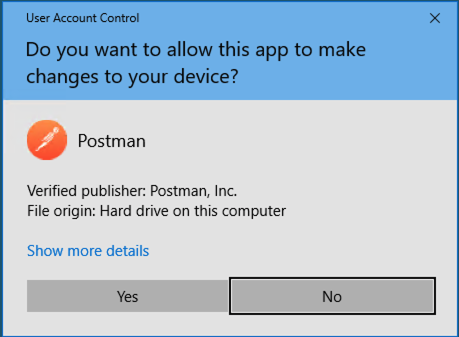 User Account Control
Do you want to allow this app to make
changes to your device?
Postman
Verified publisher: Postman, Inc.
File origin: Hard drive on this computer
Show more details
Yes
No